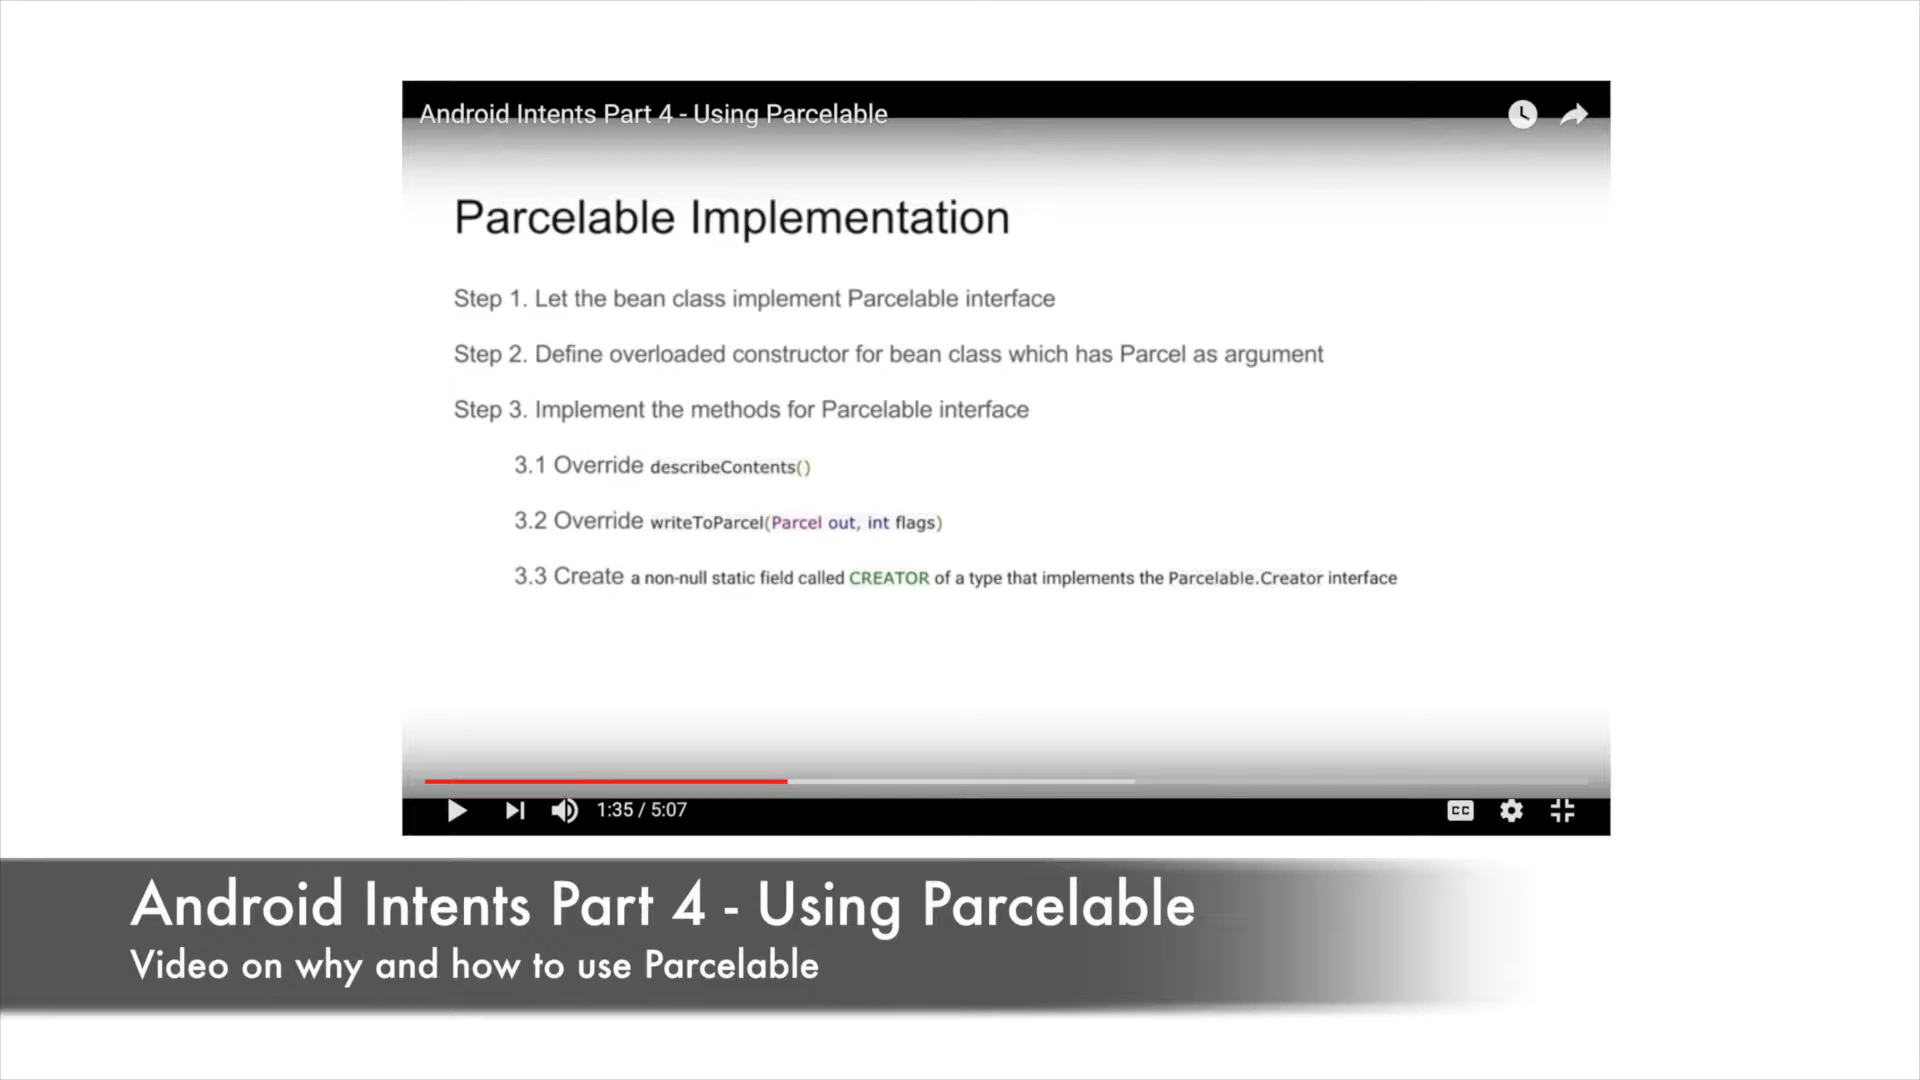 Android Intents Part 4 - Using Parcelable
Parcelable Implementation
Step 1. Let the bean class implement Parcelable interface
Step 2. Define overloaded constructor for bean class which has Parcel as argument
Step 3. Implement the methods for Parcelable interface
3.1 Override describeContents()
3.2 Override writeToParcel(Parcel out, int flags)
3.3 Create a non-null static field called CREATOR of a type that implements the Parcelable.Creator interface
1:35 / 5:07
CC
Android Intents Part 4 - Using Parcelable
Video on why and how to use Parcelable